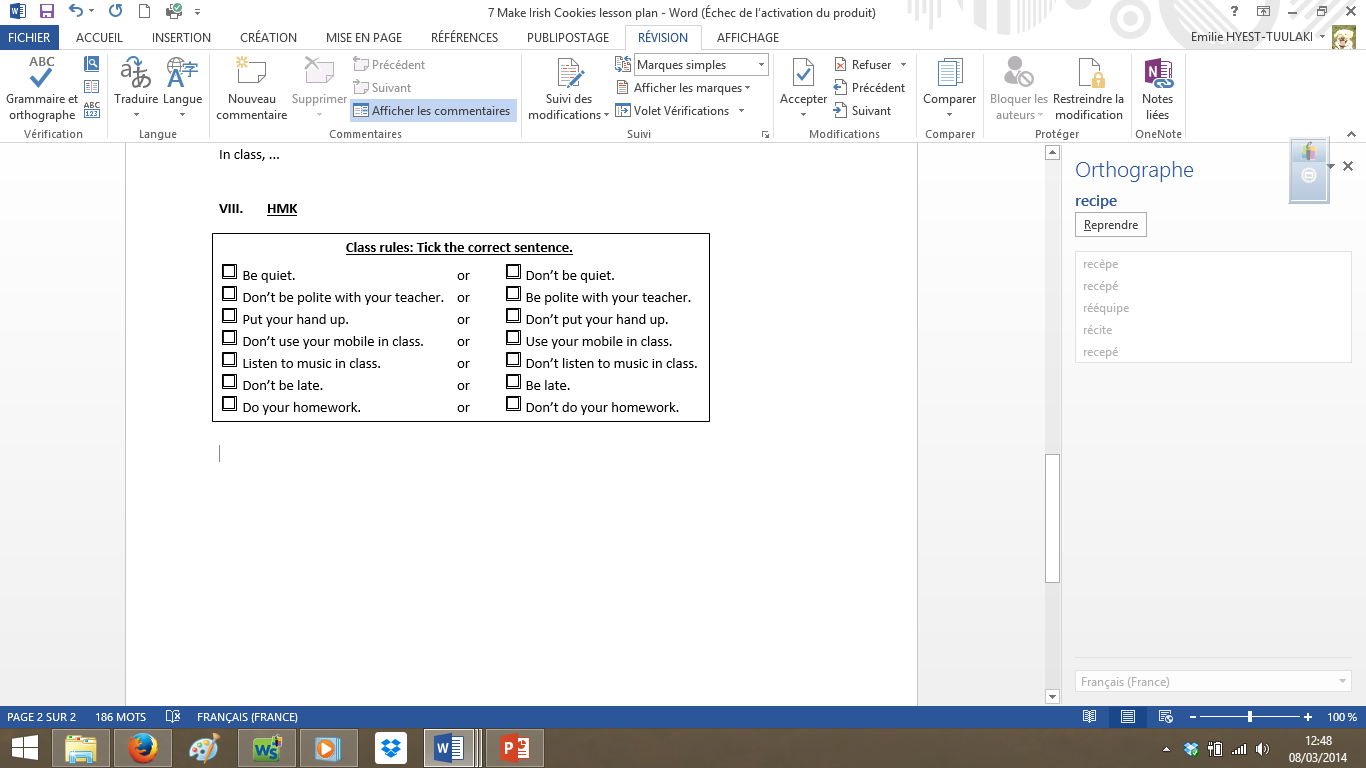 7 Make Irish Cookies lesson plan - Word (Échec de l'activation du produit)
FICHIER ACCUEIL INSERTION CRÉATION MISE EN PAGE RÉFÉRENCES PUBLIPOSTAGE RÉVISION AFFICHAGE Emilie HYEST-TUULAKI
ABC Précédent Marques simples Refuser
Suivant Afficher les marques Précédent
Grammaire et orthographe Traduire Langue Nouveau commentaire Supprimer Afficher les commentaires Suivi des modifications Volet Vérifications Accepter Suivant Comparer Bloquer les auteurs Restreindre la modification Notes liées
Vérification Langue Commentaires Suivi Modifications Comparer Protéger OneNote
In class, ...
VIII. HMK
Class rules: Tick the correct sentence.
Be quiet. or Don't be quiet.
Don't be polite with your teacher. or Be polite with your teacher.
Put your hand up. or Don't put your hand up.
Don't use your mobile in class. or Use your mobile in class.
Listen to music in class. or Don't listen to music in class.
Don't be late. or Be late.
Do your homework. or Don't do your homework.
Orthographe
recipe
Reprendre
recèpe
recépé
rééquipe
récite
recepé
Français (France)
PAGE 2 SUR 2 186 MOTS FRANÇAIS (FRANCE) 100 %
12:48
08/03/2014